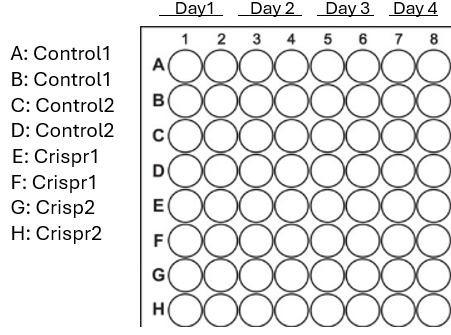 Day1 Day 2 Day 3 Day 4
1 2 3 4 5 6 7 8
A: Control1
B: Control1
C: Control2
D: Control2
E: Crispr1
F: Crispr1
G: Crisp2
H: Crispr2
A
B
C
D
E
F
G
H